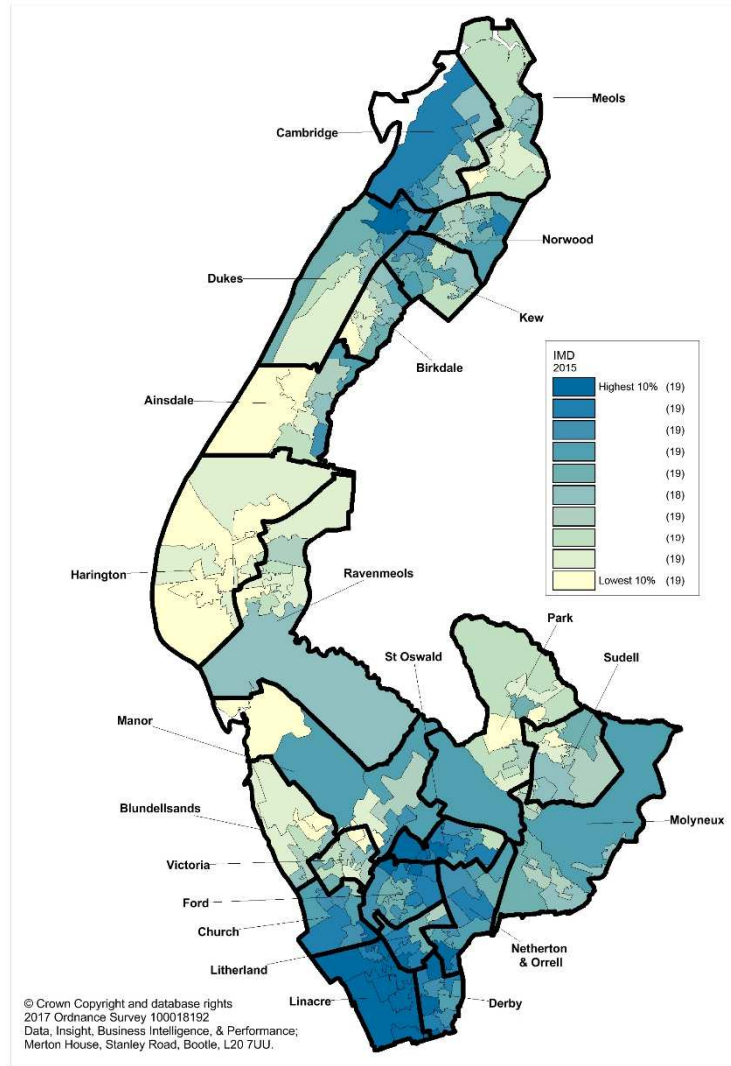 Meols
Cambridge
Norwood
Dukes
Kew
Birkdale
IMD
2015
Highest 10% (19)
(19)
(19)
(19)
(19)
(18)
(19)
(19)
(19)
Lowest 10% (19)
Ainsdale
Harington
Ravenmeols
Park
St Oswald
Sudell
Manor
Blundellsands
Molyneux
Victoria
Ford
Church
Netherton
& Orrell
Litherland
Linacre
Derby
© Crown Copyright and database rights
2017 Ordnance Survey 100018192
Data, Insight, Business Intelligence, & Performance;
Merton House, Stanley Road, Bootle, L20 7UU.